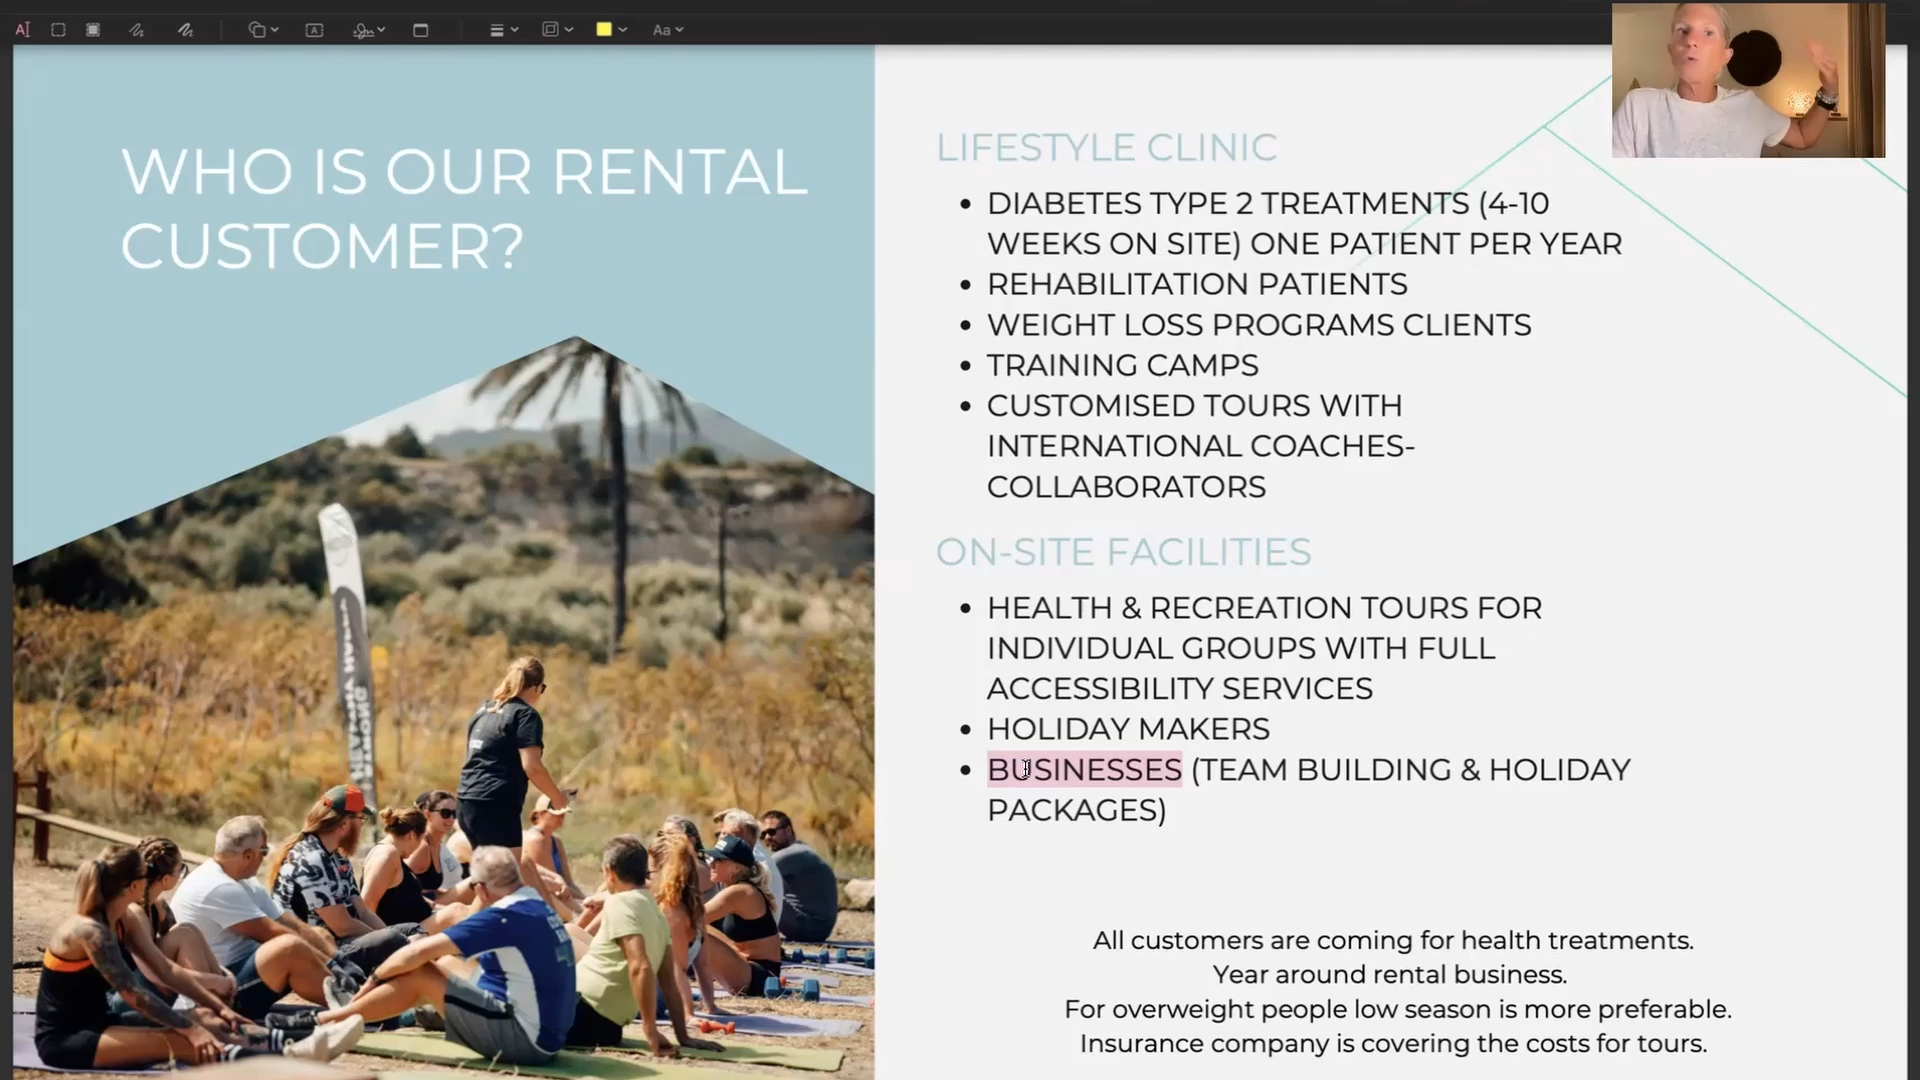 WHO IS OUR RENTAL
CUSTOMER?
LIFESTYLE CLINIC
• DIABETES TYPE 2 TREATMENTS (4-10
WEEKS ON SITE) ONE PATIENT PER YEAR
• REHABILITATION PATIENTS
• WEIGHT LOSS PROGRAMS CLIENTS
• TRAINING CAMPS
• CUSTOMISED TOURS WITH
INTERNATIONAL COACHES-
COLLABORATORS
ON-SITE FACILITIES
• HEALTH & RECREATION TOURS FOR
INDIVIDUAL GROUPS WITH FULL
ACCESSIBILITY SERVICES
• HOLIDAY MAKERS
• BUSINESSES (TEAM BUILDING & HOLIDAY
PACKAGES)
All customers are coming for health treatments.
Year around rental business.
For overweight people low season is more preferable.
Insurance company is covering the costs for tours.